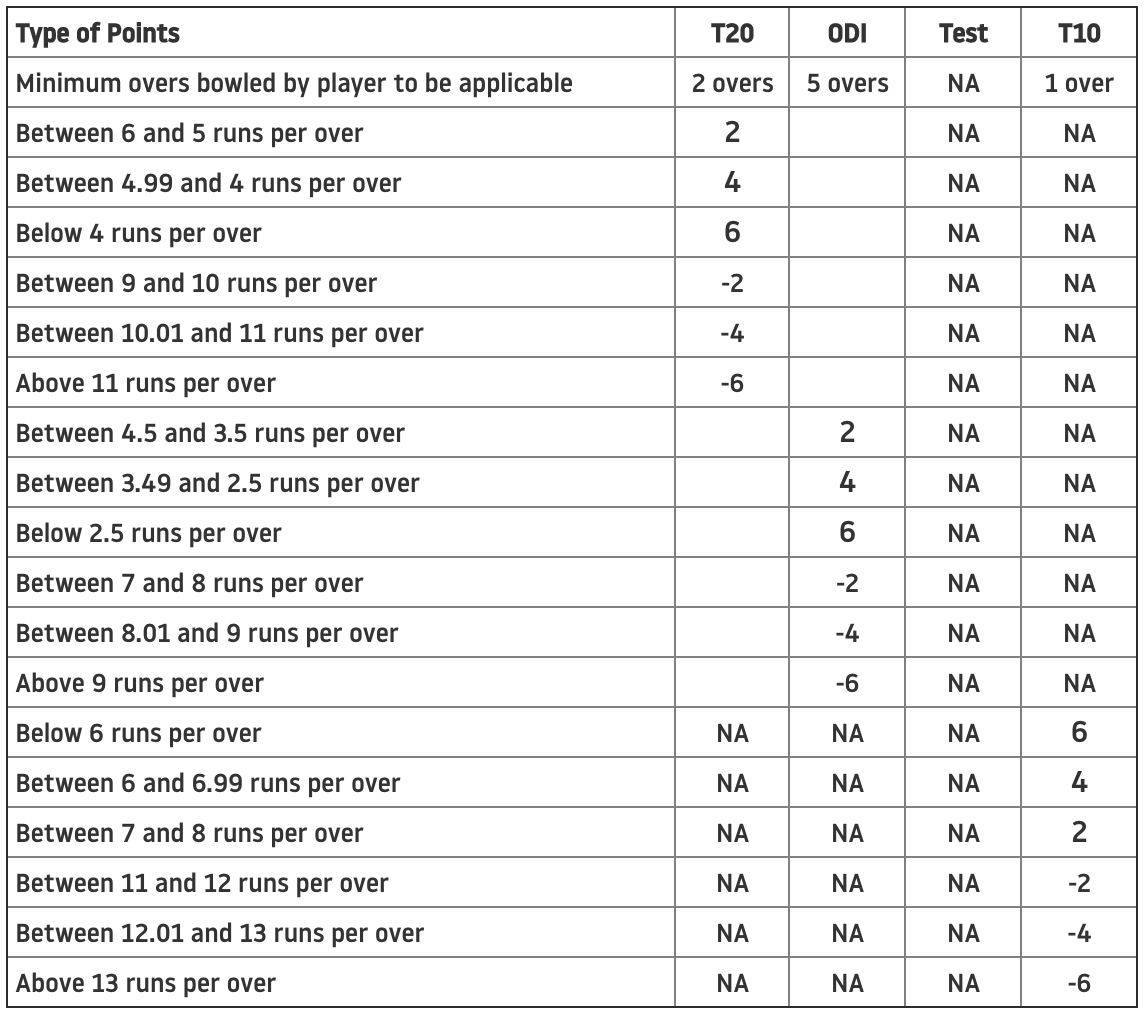 Type of Points T20 ODI Test T10
Minimum overs bowled by player to be applicable 2 overs 5 overs NA 1 over
Between 6 and 5 runs per over 2 NA NA
Between 4.99 and 4 runs per over 4 NA NA
Below 4 runs per over 6 NA NA
Between 9 and 10 runs per over -2 NA NA
Between 10.01 and 11 runs per over -4 NA NA
Above 11 runs per over -6 NA NA
Between 4.5 and 3.5 runs per over 2 NA NA
Between 3.49 and 2.5 runs per over 4 NA NA
Below 2.5 runs per over 6 NA NA
Between 7 and 8 runs per over -2 NA NA
Between 8.01 and 9 runs per over -4 NA NA
Above 9 runs per over -6 NA NA
Below 6 runs per over NA NA NA 6
Between 6 and 6.99 runs per over NA NA NA 4
Between 7 and 8 runs per over NA NA NA 2
Between 11 and 12 runs per over NA NA NA -2
Between 12.01 and 13 runs per over NA NA NA -4
Above 13 runs per over NA NA NA -6